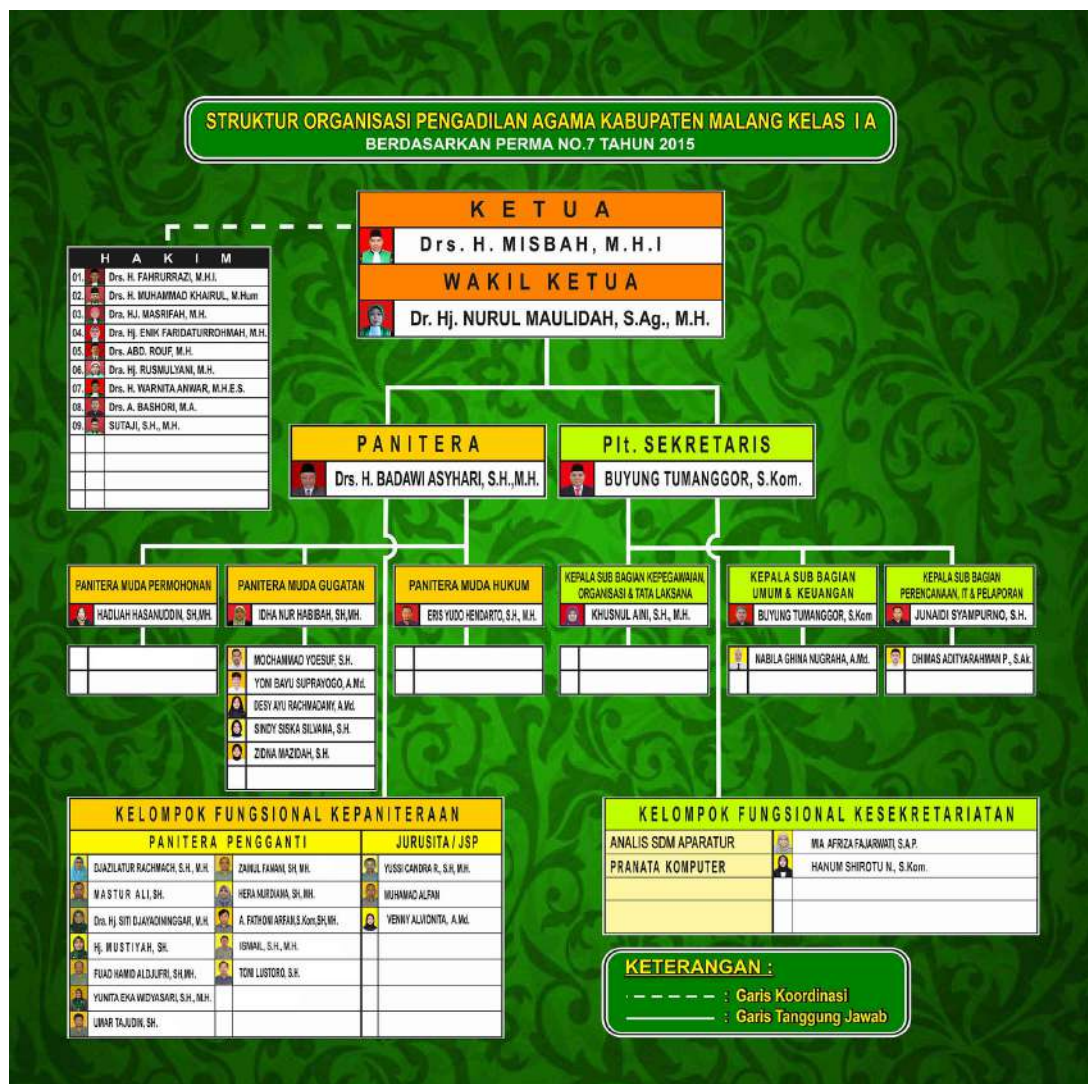 STRUKTUR ORGANISASI PENGADILAN AGAMA KABUPATEN MALANG KELAS I A
BERDASARKAN PERMA NO.7 TAHUN 2015
KETUA
Drs. H. MISBAH, M.H.I
WAKIL KETUA
Dr. Hj. NURUL MAULIDAH, S.Ag., M.H.
HAKIM
01. Drs. H. FAHRURRAZI, M.H.I.
02. Drs. H. MUHAMMAD KHAIRUL, M.Hum
03. Dra. HJ. MASRIFAH, M.H.
04. Dra. Hj. ENIK FARIDATURROHMAH, M.H.
05. Drs. ABD. ROUF, M.H.
06. Dra. Hj. RUSMULYANI, M.H.
07. Drs. H. WARNITA ANWAR, M.H.E.S.
08. Drs. A. BASHORI, M.A.
09. SUTAJI, S.H., M.H.
PANITERA
Drs. H. BADAWI ASYHARI, S.H.,M.H.
Plt. SEKRETARIS
BUYUNG TUMANGGOR, S.Kom.
PANITERA MUDA PERMOHONAN
HADIJAH HASANUDDIN, SH,MH.
PANITERA MUDA GUGATAN
IDHA NUR HABIBAH, SH,MH.
MOCHAMMAD YOESUF, S.H.
YONI BAYU SUPRAYOGO, A.Md.
DESY AYU RACHMADANY, A.Md.
SINDY SISKA SILVANA, S.H.
ZIDNA MAZIDAH, S.H.
PANITERA MUDA HUKUM
ERIS YUDO HENDARTO, S.H., M.H.
KEPALA SUB BAGIAN KEPEGAWAIAN,
ORGANISASI & TATA LAKSANA
KHUSNUL AINI, S.H., M.H.
KEPALA SUB BAGIAN
UMUM & KEUANGAN
BUYUNG TUMANGGOR, S.Kom
NABILA GHINA NUGRAHA, A.Md.
KEPALA SUB BAGIAN
PERENCANAAN, IT & PELAPORAN
JUNAIDI SYAMPURNO, S.H.
DHIMAS ADITYARAHMAN P., S.Ak.
KELOMPOK FUNGSIONAL KEPANITERAAN
PANITERA PENGGANTI
DJAZILATUR RACHMACH, S.H., M.H.
MASTUR ALI, SH.
Dra. Hj. SITI DJAYADININGGAR, M.H.
Hj. MUSTIYAH, SH.
FUAD HAMID ALDJUFRI, SH,MH.
YUNITA EKA WIDYASARI, S.H., M.H.
UMAR TAJUDIN, SH.
ZAINUL FANANI, SH, MH.
HERA NURDIANA, SH, MH.
A. FATHONI ARFAN,S.Kom,SH,MH.
ISMAIL, S.H., M.H.
TONI LUSTORO, S.H.
JURUSITA / JSP
YUSSI CANDRA R., S.H, M.H.
MUHAMAD ALFAN
VENNY ALVIONITA, A.Md.
KELOMPOK FUNGSIONAL KESEKRETARIATAN
ANALIS SDM APARATUR MIA AFRIZA FAJARWATI, S.A.P.
PRANATA KOMPUTER HANUM SHIROTU N., S.Kom.
KETERANGAN :
: Garis Koordinasi
: Garis Tanggung Jawab